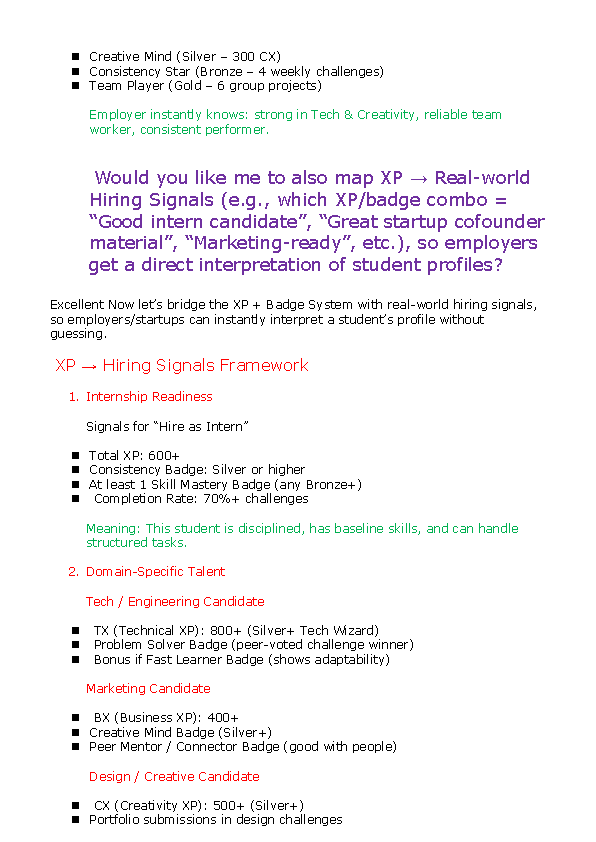 ■ Creative Mind (Silver – 300 CX)
■ Consistency Star (Bronze – 4 weekly challenges)
■ Team Player (Gold – 6 group projects)
Employer instantly knows: strong in Tech & Creativity, reliable team
worker, consistent performer.
Would you like me to also map XP → Real-world
Hiring Signals (e.g., which XP/badge combo =
“Good intern candidate”, “Great startup cofounder
material”, “Marketing-ready”, etc.), so employers
get a direct interpretation of student profiles?
Excellent Now let’s bridge the XP + Badge System with real-world hiring signals,
so employers/startups can instantly interpret a student’s profile without
guessing.
XP → Hiring Signals Framework
1. Internship Readiness
Signals for “Hire as Intern”
■ Total XP: 600+
■ Consistency Badge: Silver or higher
■ At least 1 Skill Mastery Badge (any Bronze+)
■ Completion Rate: 70%+ challenges
Meaning: This student is disciplined, has baseline skills, and can handle
structured tasks.
2. Domain-Specific Talent
Tech / Engineering Candidate
■ TX (Technical XP): 800+ (Silver+ Tech Wizard)
■ Problem Solver Badge (peer-voted challenge winner)
■ Bonus if Fast Learner Badge (shows adaptability)
Marketing Candidate
■ BX (Business XP): 400+
■ Creative Mind Badge (Silver+)
■ Peer Mentor / Connector Badge (good with people)
Design / Creative Candidate
■ CX (Creativity XP): 500+ (Silver+)
■ Portfolio submissions in design challenges